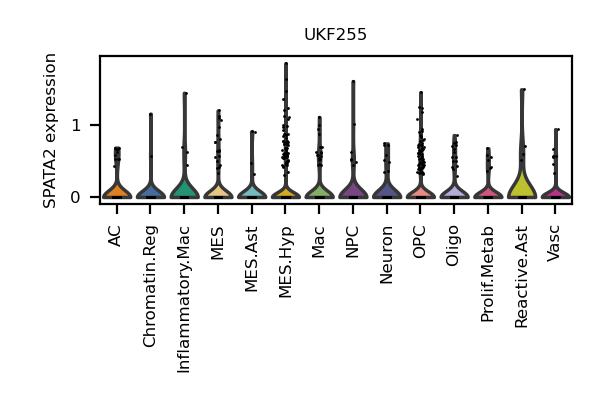 UKF255
SPATA2 expression
1
0
AC
Chromatin.Reg
Inflammatory.Mac
MES
MES.Ast
MES.Hyp
Mac
NPC
Neuron
OPC
Oligo
Prolif.Metab
Reactive.Ast
Vasc